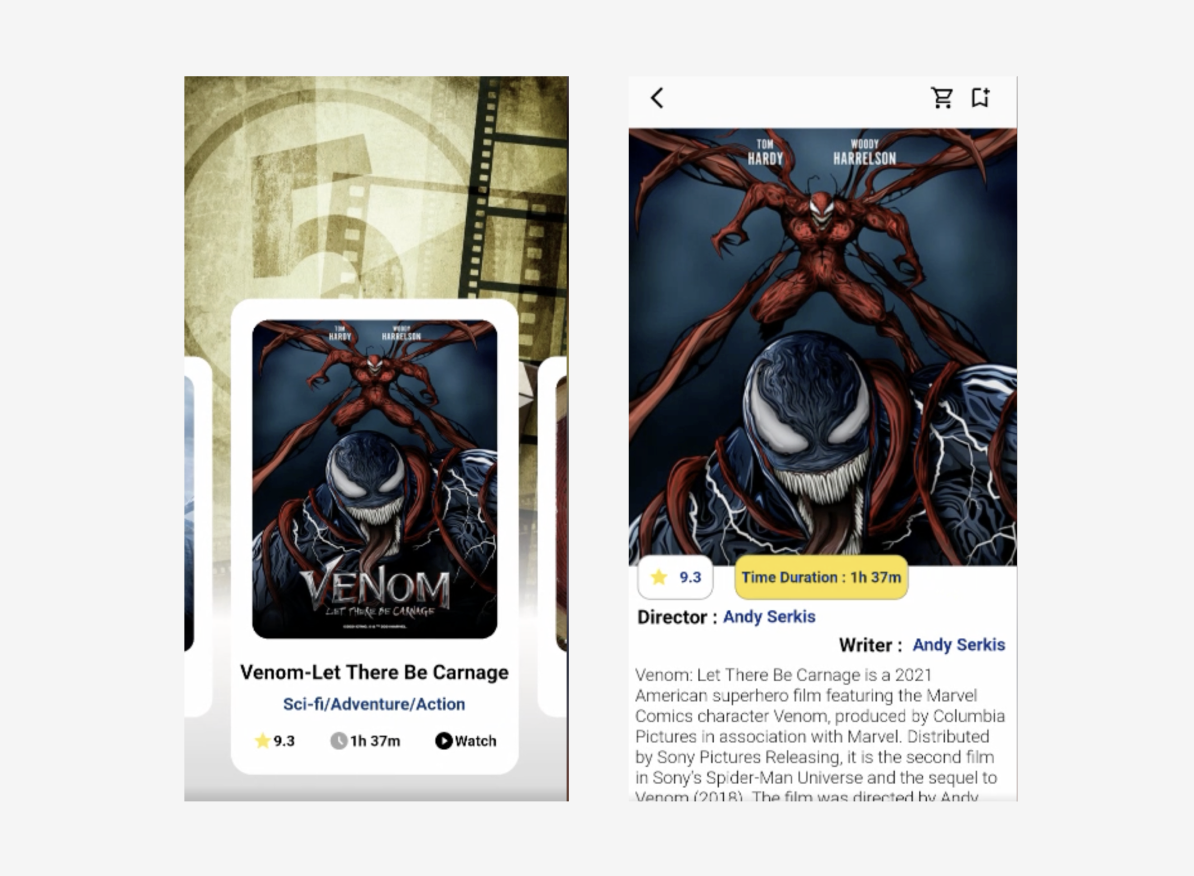 5
TOM HARDY
WOODY HARRELSON
VENOM
LET THERE BE CARNAGE
Venom-Let There Be Carnage
Sci-fi/Adventure/Action
9.3 1h 37m Watch
TOM HARDY
WOODY HARRELSON
9.3 Time Duration : 1h 37m
Director : Andy Serkis
Writer : Andy Serkis
Venom: Let There Be Carnage is a 2021
American superhero film featuring the Marvel
Comics character Venom, produced by Columbia
Pictures in association with Marvel. Distributed
by Sony Pictures Releasing, it is the second film
in Sony's Spider-Man Universe and the sequel to
Venom (2018). The film was directed by Andy